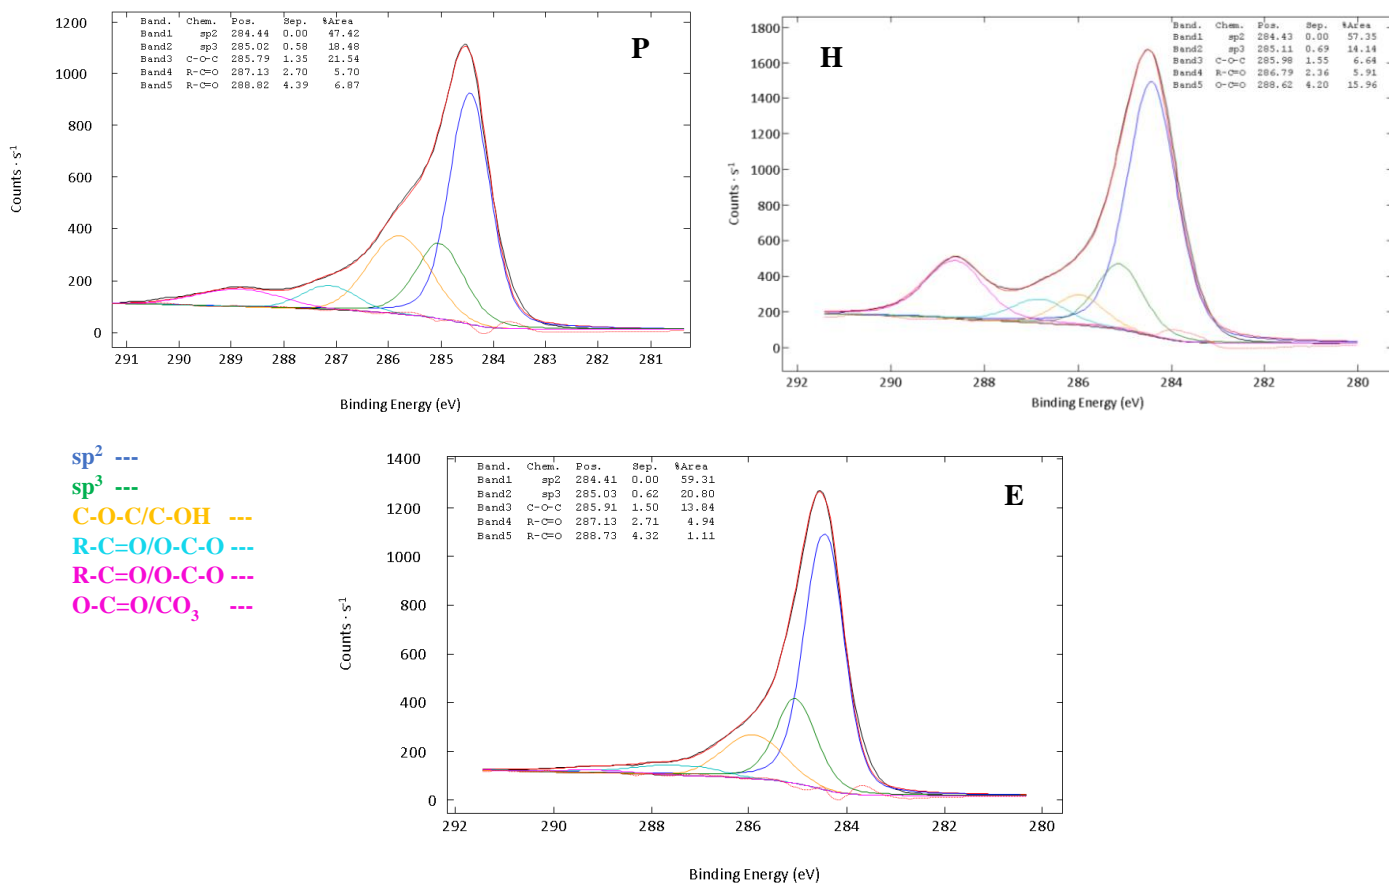 P
Band. Chem. Pos. Sep. %Area
Band1 sp2 284.44 0.00 47.42
Band2 sp3 285.02 0.58 18.48
Band3 C-O-C 285.79 1.35 21.54
Band4 R-C=O 287.13 2.70 5.70
Band5 R-C=O 288.82 4.39 6.87
1200
1000
800
600
400
200
0
Counts · s-1
291 290 289 288 287 286 285 284 283 282 281
Binding Energy (eV)
H
Band. Chem. Pos. Sep. %Area
Band1 sp2 284.43 0.00 57.35
Band2 sp3 285.11 0.69 14.14
Band3 C-O-C 285.98 1.55 6.64
Band4 R-C=O 286.79 2.36 5.91
Band5 O-C=O 288.62 4.20 15.96
1800
1600
1400
1200
1000
800
600
400
200
0
Counts · s-1
292 290 288 286 284 282 280
Binding Energy (eV)
sp2 ---
sp3 ---
C-O-C/C-OH ---
R-C=O/O-C-O ---
R-C=O/O-C-O ---
O-C=O/CO3 ---
E
Band. Chem. Pos. Sep. %Area
Band1 sp2 284.41 0.00 59.31
Band2 sp3 285.03 0.62 20.80
Band3 C-O-C 285.91 1.50 13.84
Band4 R-C=O 287.13 2.71 4.94
Band5 R-C=O 288.73 4.32 1.11
1400
1200
1000
800
600
400
200
0
Counts · s-1
292 290 288 286 284 282 280
Binding Energy (eV)